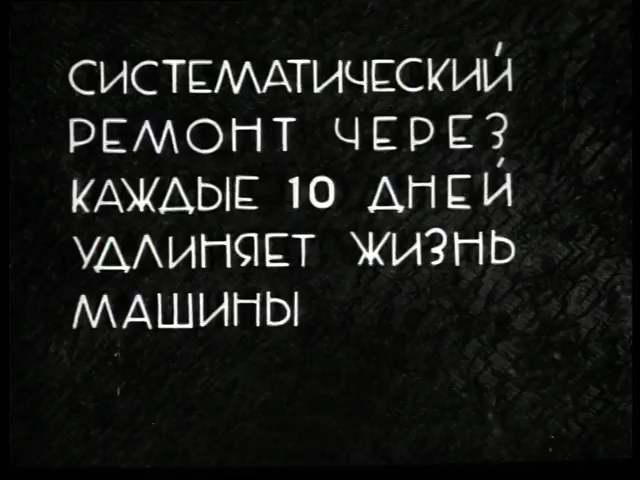 СИСТЕМАТИЧЕСКИЙ
РЕМОНТ ЧЕРЕЗ
КАЖДЫЕ 10 ДНЕЙ
УДЛИНЯЕТ ЖИЗНЬ
МАШИНЫ